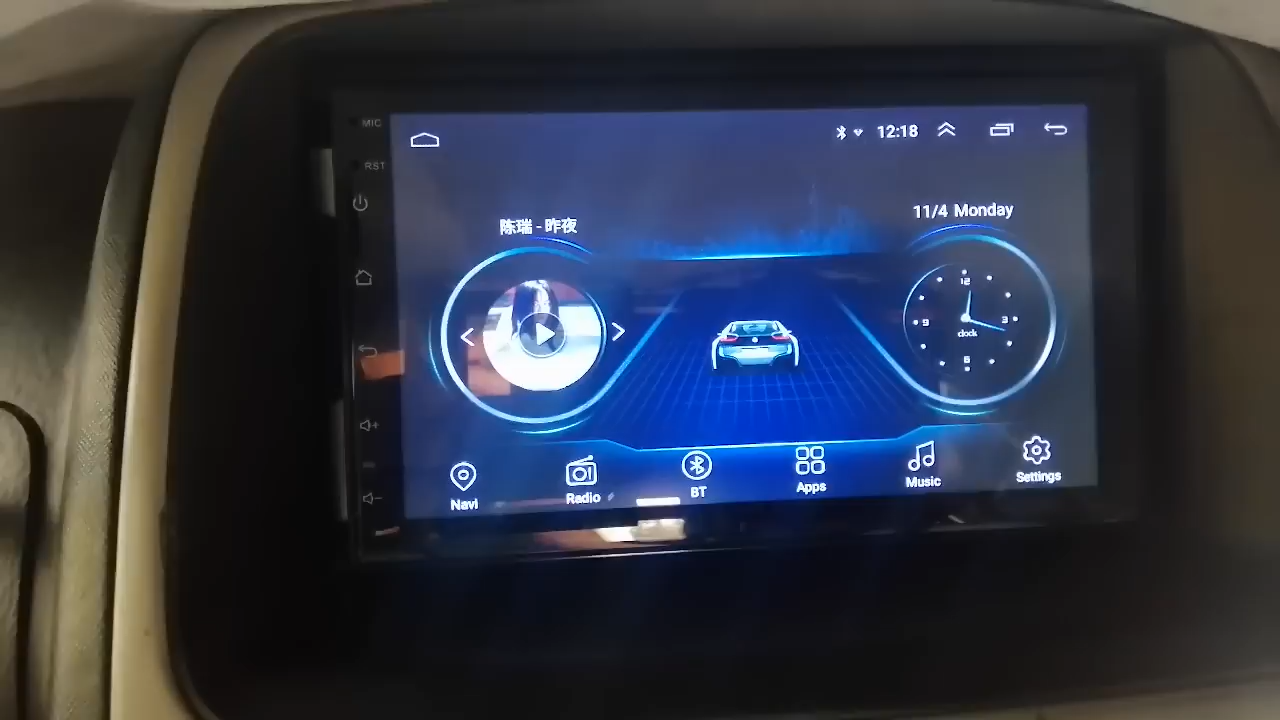 MIC
RST
12:18
陈瑞 - 昨夜
11/4 Monday
12
9
3
clock
6
Navi
Radio
BT
Apps
Music
Settings